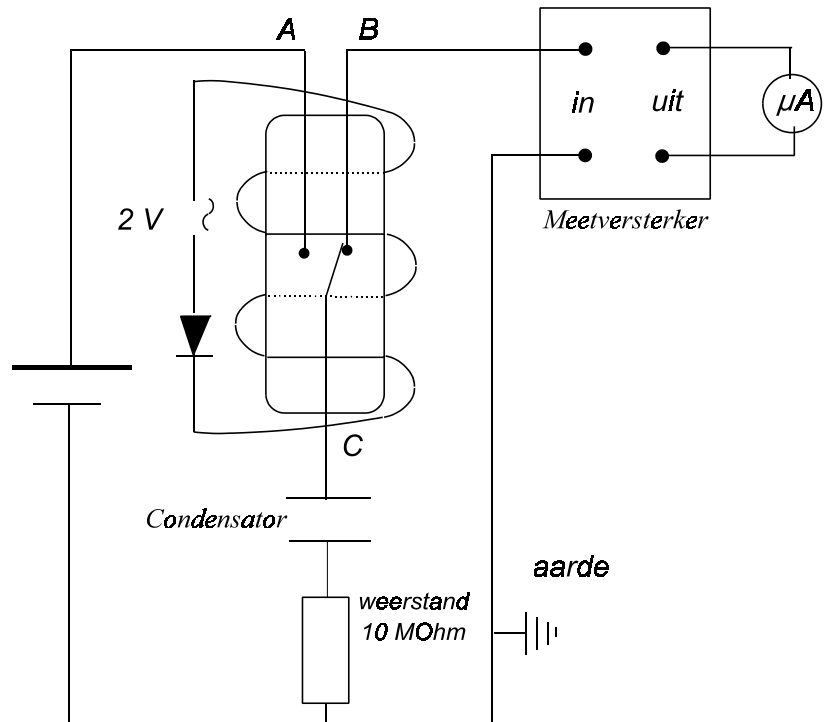 A
B
in
uit
µA
Meetversterker
2 V
C
Condensator
weerstand
10 MOhm
aarde